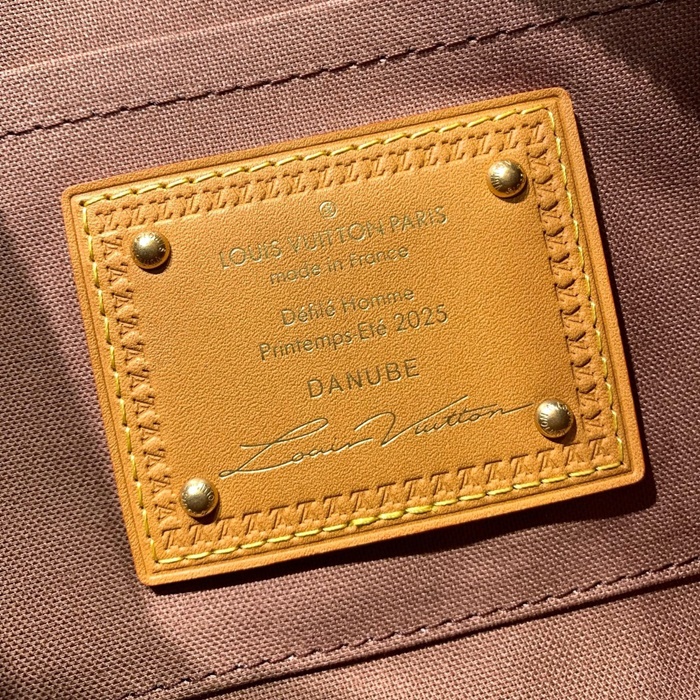 LOUIS VUITTON PARIS
made in France
Défilé Homme
Printemps-Eté 2025
DANUBE
Louis Vuitton